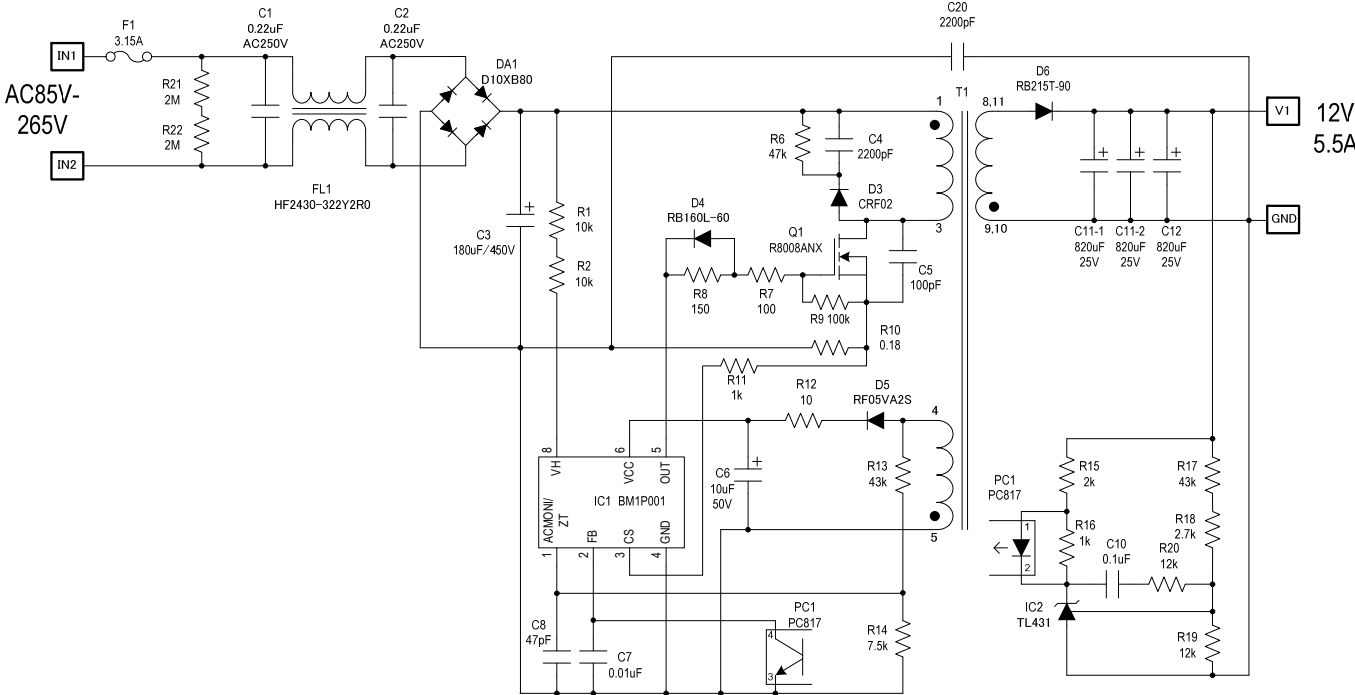 C20
2200pF
F1
3.15A
C1
0.22uF
AC250V
C2
0.22uF
AC250V
IN1
IN2
AC85V-
265V
R21
2M
R22
2M
FL1
HF2430-322Y2R0
DA1
D10XB80
C3
180uF/450V
R1
10k
R2
10k
R6
47k
C4
2200pF
D3
CRF02
D4
RB160L-60
R8
150
R7
100
Q1
R8008ANX
R9 100k
C5
100pF
R10
0.18
R11
1k
R12
10
D5
RF05VA2S
T1
1
3
4
5
8,11
9,10
D6
RB215T-90
C11-1
820uF
25V
C11-2
820uF
25V
C12
820uF
25V
V1
GND
12V
5.5A
8
VH
6
VCC
5
OUT
IC1 BM1P001
ACMONI/
ZT
FB
CS
GND
1
2
3
4
C6
10uF
50V
R13
43k
R14
7.5k
C8
47pF
C7
0.01uF
PC1
PC817
4
3
PC1
PC817
1
2
R15
2k
R16
1k
C10
0.1uF
R20
12k
R17
43k
R18
2.7k
R19
12k
IC2
TL431